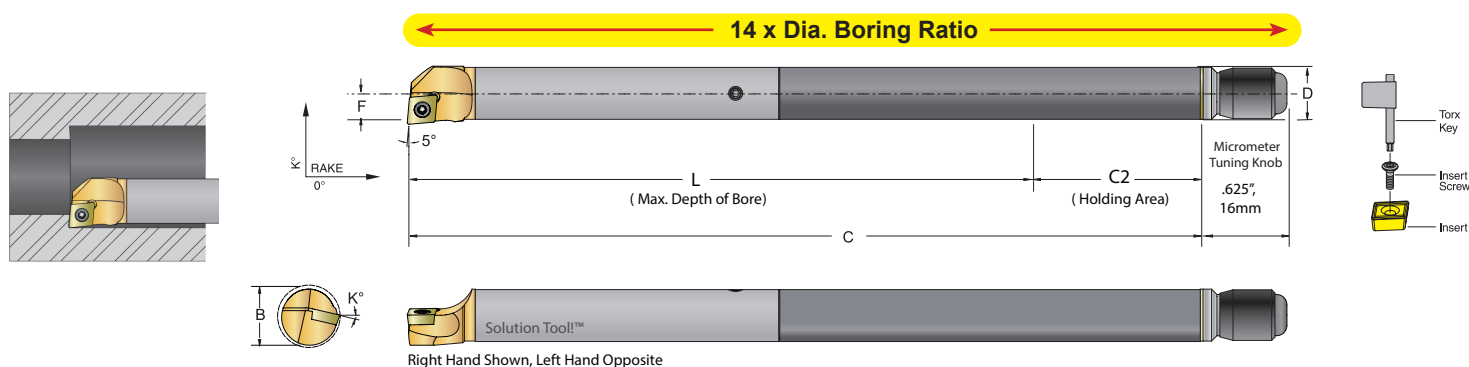 14 x Dia. Boring Ratio
F
D
5°
K°
RAKE
0°
L
( Max. Depth of Bore)
C2
( Holding Area)
Micrometer
Tuning Knob
.625”,
16mm
C
Torx
Key
Insert
Screw
Insert
B
K°
Solution Tool!™
Right Hand Shown, Left Hand Opposite